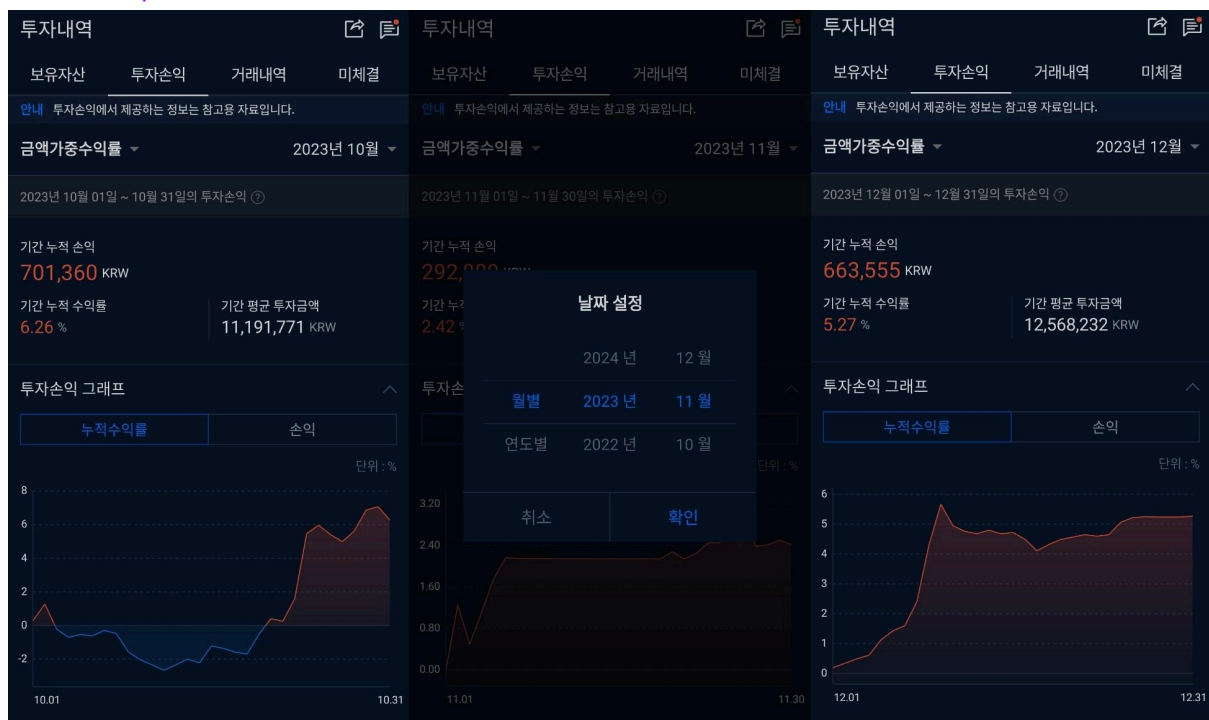 투자내역
보유자산 투자손익 거래내역 미체결
안내 투자손익에서 제공하는 정보는 참고용 자료입니다.
금액가중수익률 2023년 10월
2023년 10월 01일 ~ 10월 31일의 투자손익 ?
기간 누적 손익
701,360 KRW
기간 누적 수익률 기간 평균 투자금액
6.26 % 11,191,771 KRW
투자손익 그래프
누적수익률 손익
단위 : %
8
6
4
2
0
-2
10.01 10.31
투자내역
보유자산 투자손익 거래내역 미체결
안내 투자손익에서 제공하는 정보는 참고용 자료입니다.
금액가중수익률 2023년 11월
2023년 11월 01일 ~ 11월 30일의 투자손익 ?
기간 누적 손익
292,
기간 누적
2.42 %
투자손
날짜 설정
2024 년 12 월
월별 2023 년 11 월
연도별 2022 년 10 월
취소 확인
단위 : %
3.20
2.40
1.60
0.80
0.00
11.01 11.30
투자내역
보유자산 투자손익 거래내역 미체결
안내 투자손익에서 제공하는 정보는 참고용 자료입니다.
금액가중수익률 2023년 12월
2023년 12월 01일 ~ 12월 31일의 투자손익 ?
기간 누적 손익
663,555 KRW
기간 누적 수익률 기간 평균 투자금액
5.27 % 12,568,232 KRW
투자손익 그래프
누적수익률 손익
단위 : %
6
5
4
3
2
1
0
12.01 12.31